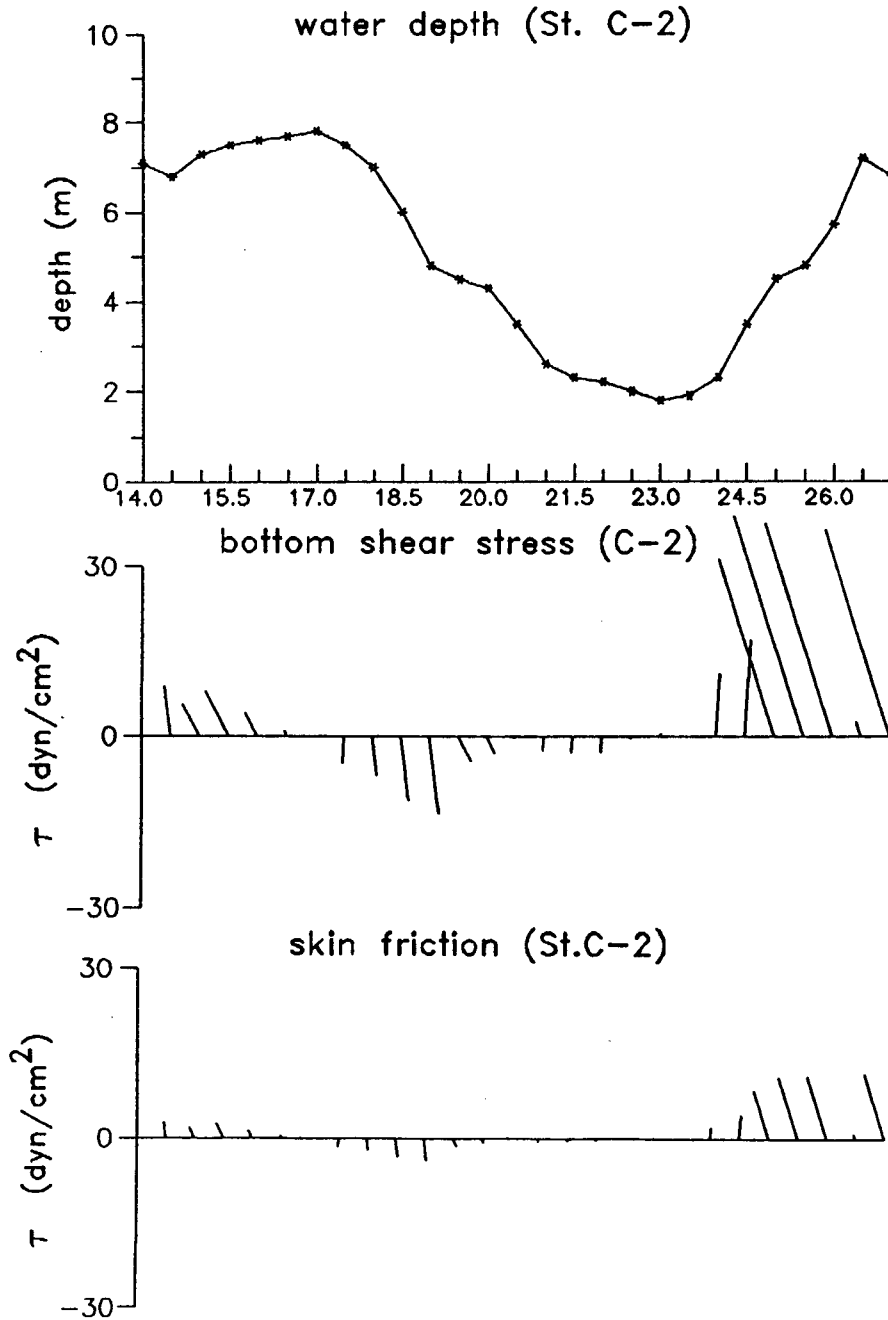 water depth (St. C-2)
10
8
6
4
2
0
depth (m)
14.0 15.5 17.0 18.5 20.0 21.5 23.0 24.5 26.0
bottom shear stress (C-2)
30
0
-30
τ (dyn/cm²)
skin friction (St.C-2)
30
0
-30
τ (dyn/cm²)